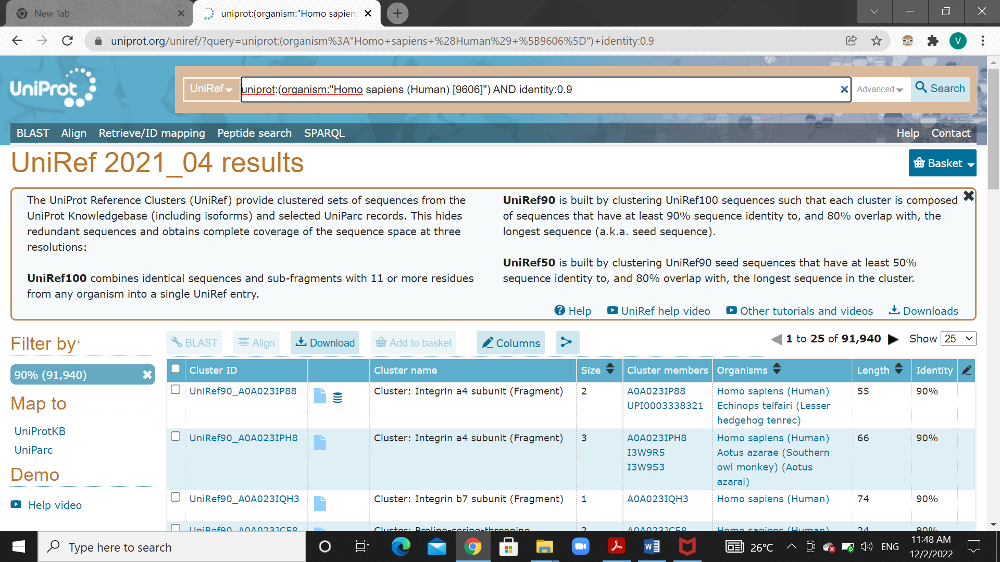 New Tab
uniprot:(organism:"Homo sapien
uniprot.org/uniref/?query=uniprot:(organism%3A"Homo+sapiens+%28Human%29+%5B9606%5D")+identity:0.9
V
UniProt
UniRef
uniprot:(organism:"Homo sapiens (Human) [9606]") AND identity:0.9
Advanced
Search
BLAST Align Retrieve/ID mapping Peptide search SPARQL
Help Contact
UniRef 2021_04 results
Basket
The UniProt Reference Clusters (UniRef) provide clustered sets of sequences from the
UniProt Knowledgebase (including isoforms) and selected UniParc records. This hides
redundant sequences and obtains complete coverage of the sequence space at three
resolutions:
UniRef100 combines identical sequences and sub-fragments with 11 or more residues
from any organism into a single UniRef entry.
UniRef90 is built by clustering UniRef100 sequences such that each cluster is composed
of sequences that have at least 90% sequence identity to, and 80% overlap with, the
longest sequence (a.k.a. seed sequence).
UniRef50 is built by clustering UniRef90 seed sequences that have at least 50%
sequence identity to, and 80% overlap with, the longest sequence in the cluster.
Help UniRef help video Other tutorials and videos Downloads
Filter by i
90% (91,940)
Map to
UniProtKB
UniParc
Demo
Help video
BLAST Align Download Add to basket Columns
1 to 25 of 91,940 Show 25
Cluster ID Cluster name Size Cluster members Organisms Length Identity
UniRef90_A0A023IP88 Cluster: Integrin a4 subunit (Fragment) 2 A0A023IP88 Homo sapiens (Human) 55 90%
UPI0003338321 Echinops telfairi (Lesser
hedgehog tenrec)
UniRef90_A0A023IPH8 Cluster: Integrin a4 subunit (Fragment) 3 A0A023IPH8 Homo sapiens (Human) 66 90%
I3W9R5 Aotus azarae (Southern
I3W9S3 owl monkey) (Aotus
azarai)
UniRef90_A0A023IQH3 Cluster: Integrin b7 subunit (Fragment) 1 A0A023IQH3 Homo sapiens (Human) 74 90%
UniRef90_A0A023JC58 Cluster: Proline-serine-threonine 2 A0A023JC58 Homo sapiens (Human) 24 90%
Type here to search
26°C
ENG
11:48 AM
12/2/2022